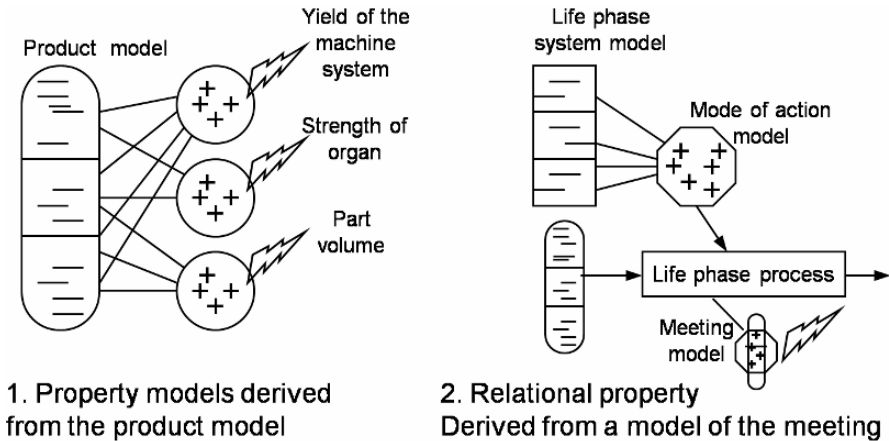 Product model
Yield of the
machine
system
Strength of
organ
Part
volume
1. Property models derived
from the product model
Life phase
system model
Mode of action
model
Life phase process
Meeting
model
2. Relational property
Derived from a model of the meeting